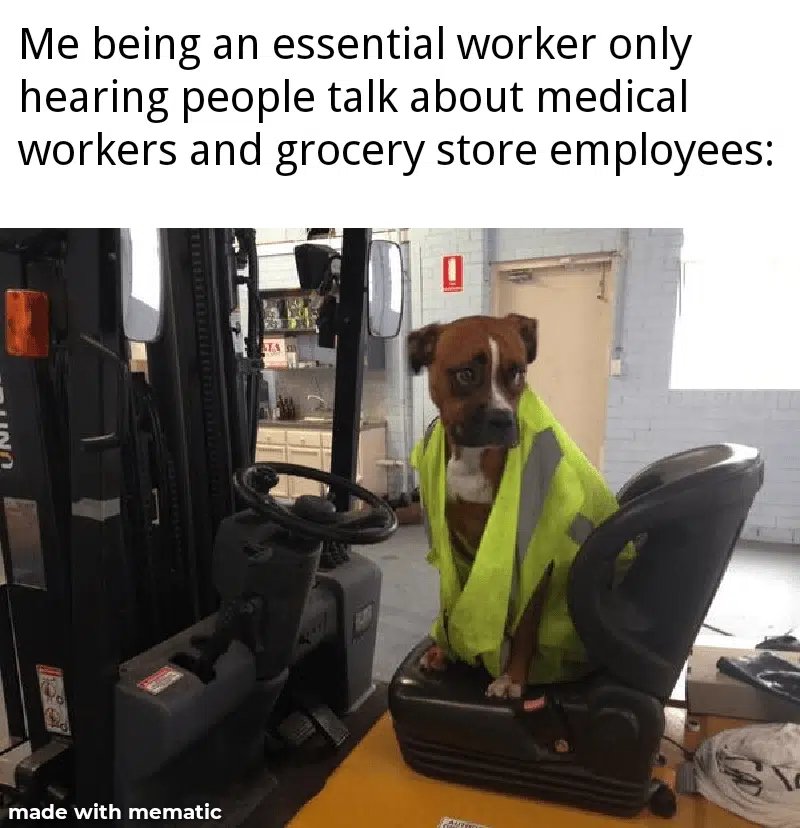 Me being an essential worker only
hearing people talk about medical
workers and grocery store employees:
made with mematic